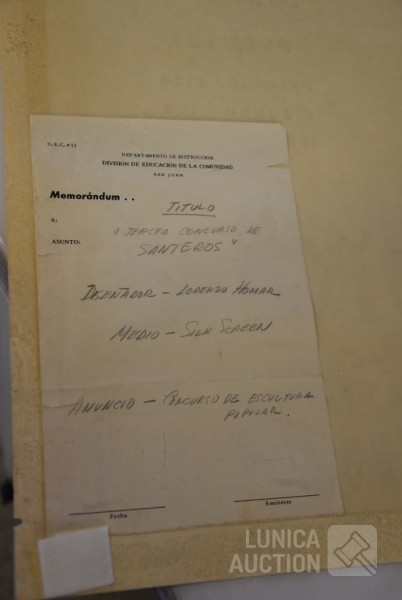 D.E.C. #11
DEPARTAMENTO DE INSTRUCCION
DIVISION DE EDUCACION DE LA COMUNIDAD
SAN JUAN
Memorándum . .
TITULO
A:
"TERCER CONCURSO DE
ASUNTO:
SANTEROS"
DISEÑADOR - LORENZO HOMAR
MEDIO - SILK SCREEN
ANUNCIO - CONCURSO DE ESCULTURA
POPULAR.
Fecha
Remitente
LUNICA
AUCTION